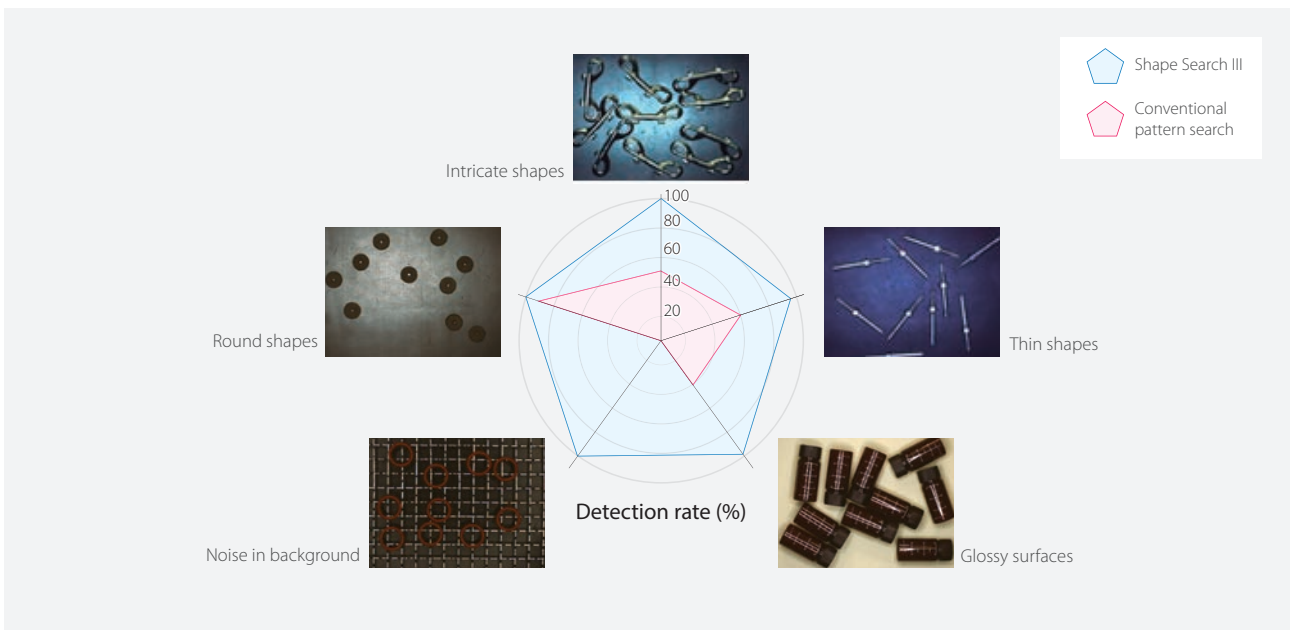 Shape Search III
Conventional
pattern search
Intricate shapes
100
80
60
40
20
Round shapes
Thin shapes
Detection rate (%)
Noise in background
Glossy surfaces